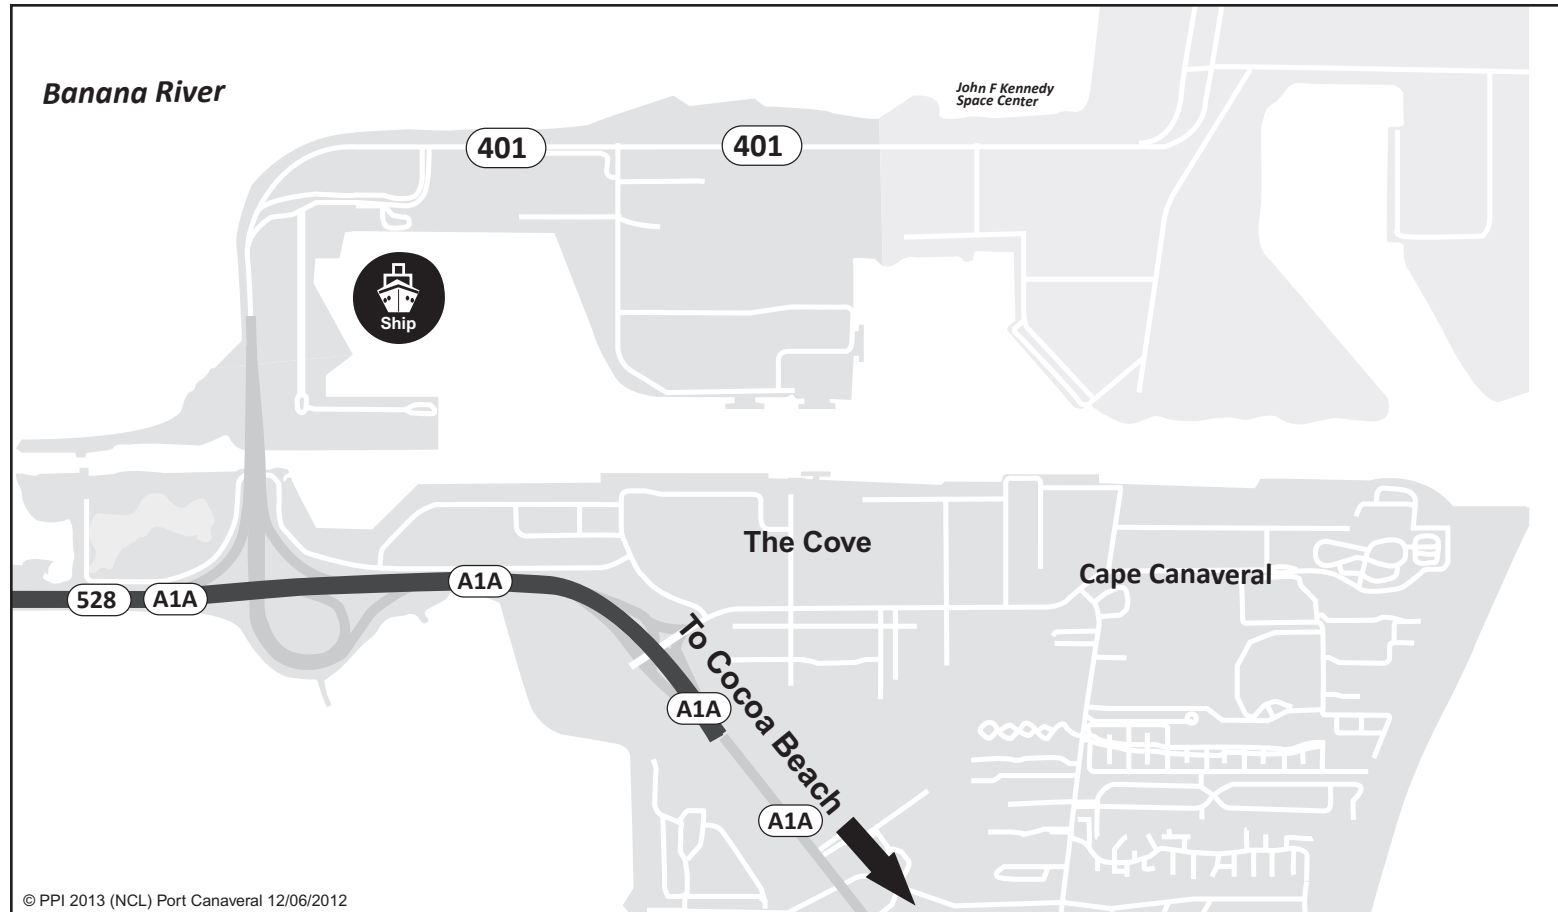 Banana River
John F Kennedy
Space Center
401
401
Ship
The Cove
Cape Canaveral
528
A1A
A1A
To Cocoa Beach
A1A
A1A
© PPI 2013 (NCL) Port Canaveral 12/06/2012